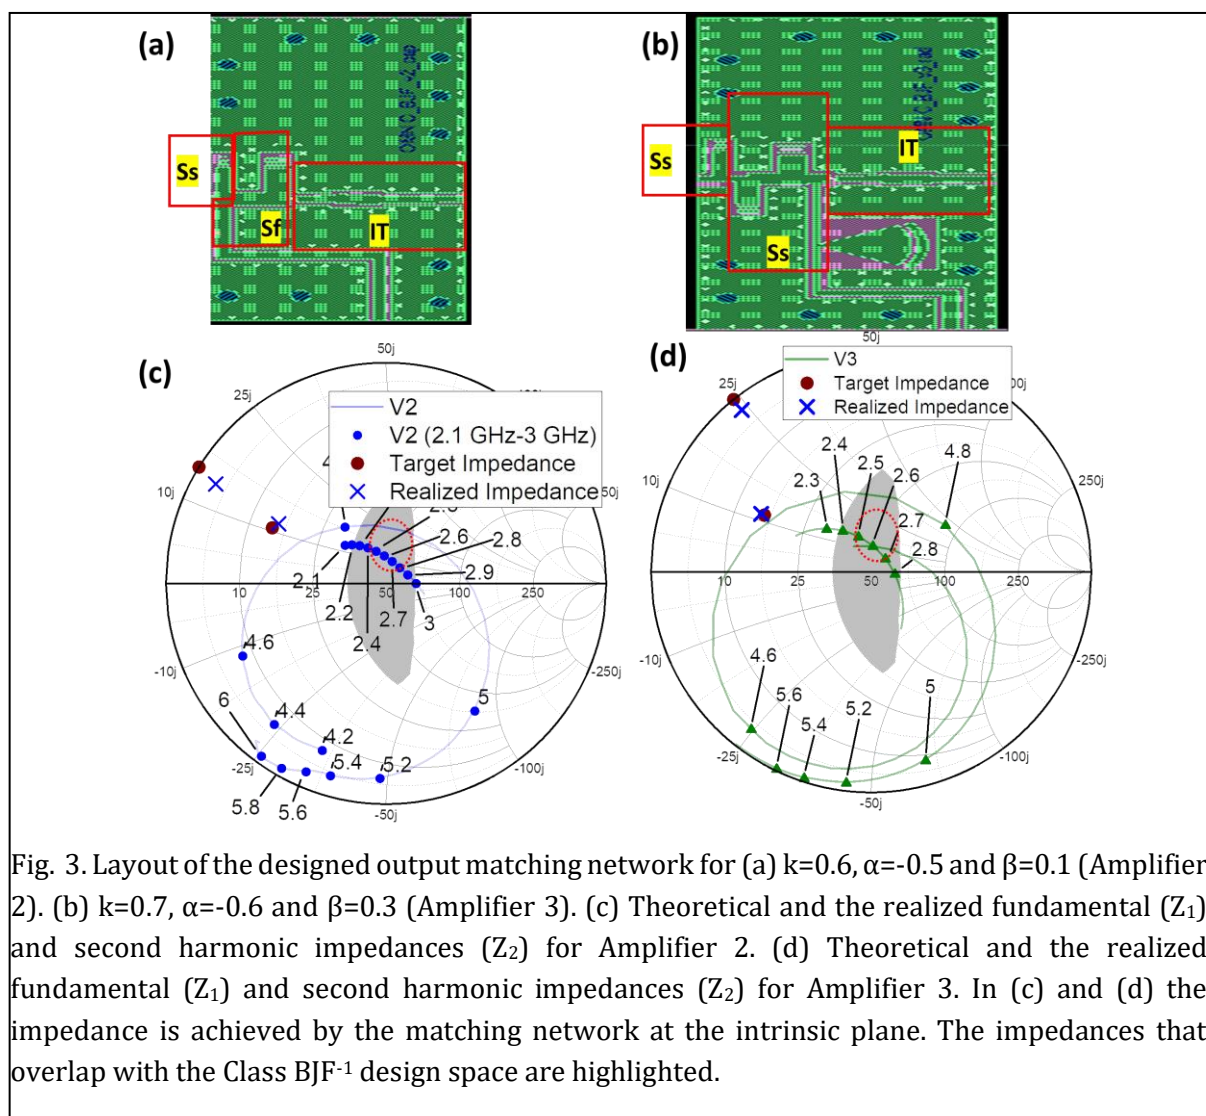 (a)
Ss
Sf
IT
(b)
Ss
IT
Ss
(c)
50j
25j
10j
V2
V2 (2.1 GHz-3 GHz)
Target Impedance
Realized Impedance
2.6
2.8
2.9
2.1
2.2
2.4
2.7
3
10
25
50
100
250
4.6
-10j
6
4.4
4.2
5
-250j
-25j
5.4
5.2
-100j
5.8
5.6
-50j
(d)
50j
25j
100j
V3
Target Impedance
Realized Impedance
2.4
2.5
2.6
4.8
2.3
10j
2.7
250j
2.8
10
25
50
100
250
4.6
-10j
5.6
5.4
5.2
5
-250j
-25j
-100j
-50j
Fig. 3. Layout of the designed output matching network for (a) k=0.6, α=-0.5 and β=0.1 (Amplifier
2). (b) k=0.7, α=-0.6 and β=0.3 (Amplifier 3). (c) Theoretical and the realized fundamental (Z₁)
and second harmonic impedances (Z₂) for Amplifier 2. (d) Theoretical and the realized
fundamental (Z₁) and second harmonic impedances (Z₂) for Amplifier 3. In (c) and (d) the
impedance is achieved by the matching network at the intrinsic plane. The impedances that
overlap with the Class BJF⁻¹ design space are highlighted.